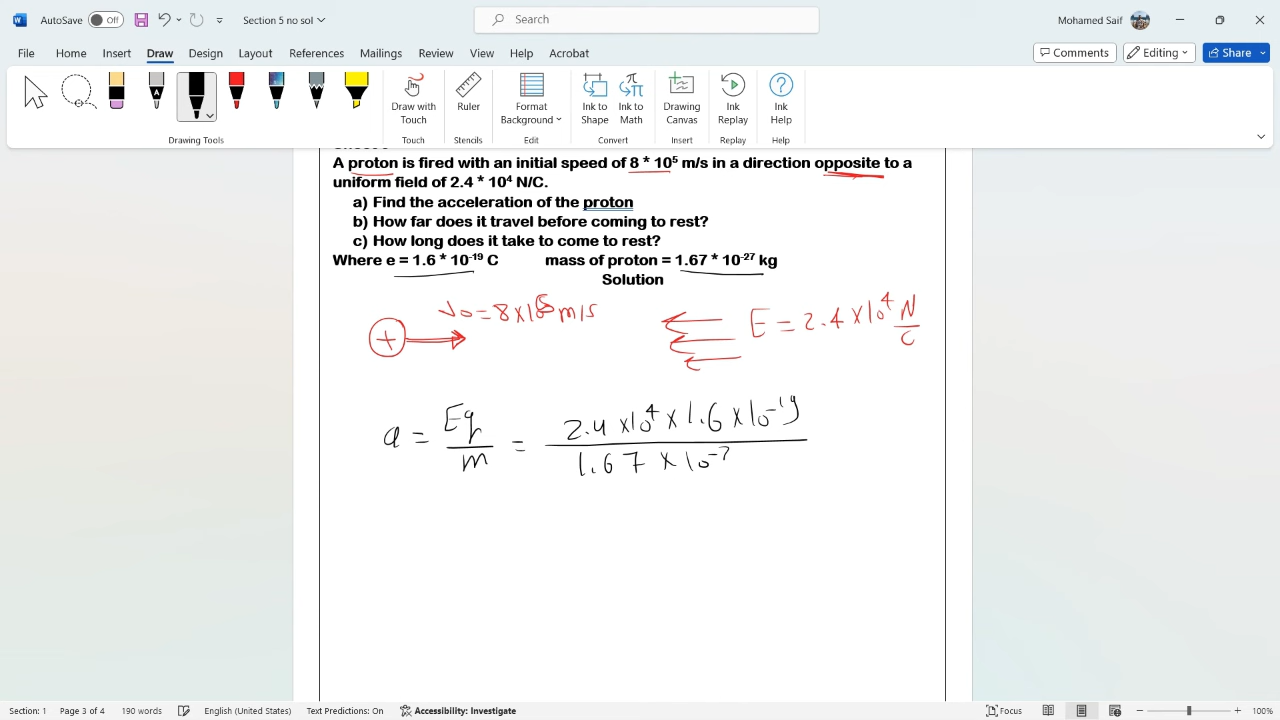 AutoSave Off Section 5 no sol Search Mohamed Saif
File Home Insert Draw Design Layout References Mailings Review View Help Acrobat Comments Editing Share
Draw with Touch Ruler Format Background Ink to Shape Ink to Math Drawing Canvas Ink Replay Ink Help
Drawing Tools Touch Stencils Edit Convert Insert Replay Help
A proton is fired with an initial speed of 8 * 10⁵ m/s in a direction opposite to a
uniform field of 2.4 * 10⁴ N/C.
a) Find the acceleration of the proton
b) How far does it travel before coming to rest?
c) How long does it take to come to rest?
Where e = 1.6 * 10⁻¹⁹ C mass of proton = 1.67 * 10⁻²⁷ kg
Solution
+ Vo = 8 x 10⁵ m/s E = 2.4 x 10⁴ N/C
a = Eq/m = 2.4 x 10⁴ x 1.6 x 10⁻¹⁹ / 1.67 x 10⁻²
Section: 1 Page 3 of 4 190 words English (United States) Text Predictions: On Accessibility: Investigate Focus 100%